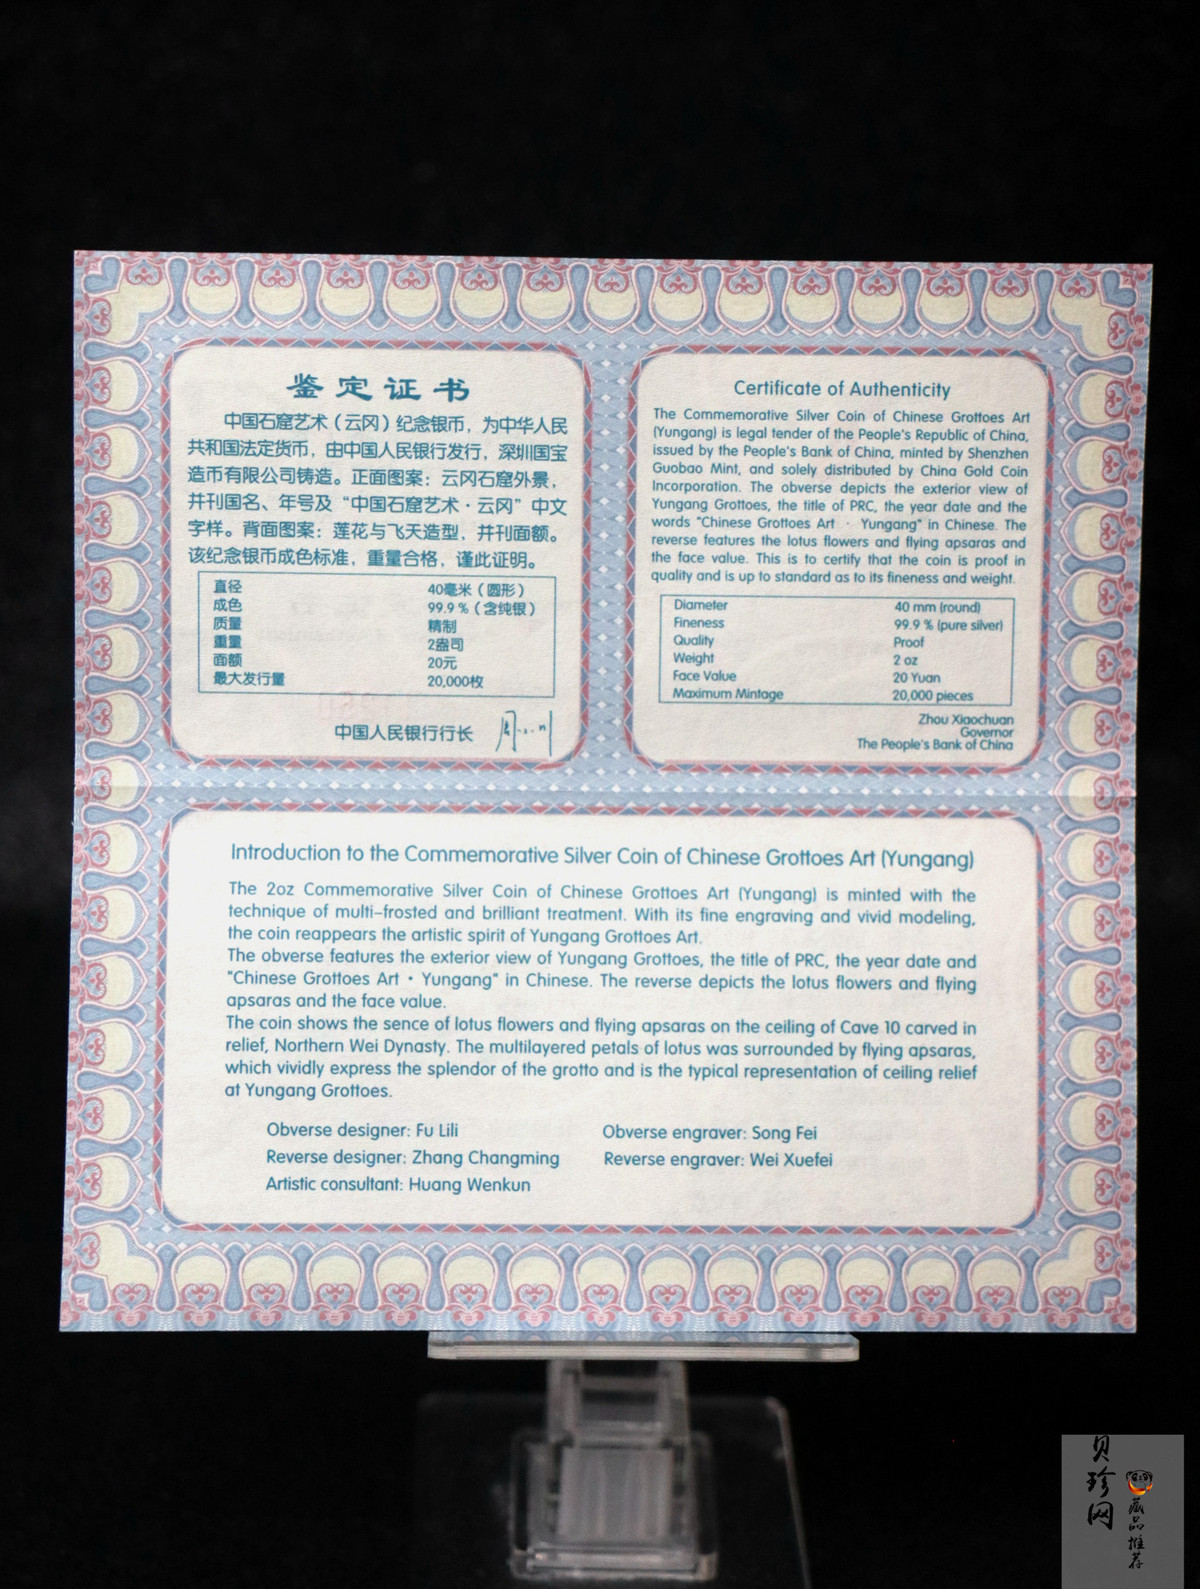 鉴定证书
中国石窟艺术（云冈）纪念银币，为中华人民
共和国法定货币，由中国人民银行发行，深圳国宝
造币有限公司铸造。正面图案：云冈石窟外景，
并刊国名、年号及“中国石窟艺术·云冈”中文
字样。背面图案：莲花与飞天造型，并刊面额。
该纪念银币成色标准，重量合格，谨此证明。
直径 40毫米（圆形）
成色 99.9％（含纯银）
质量 精制
重量 2盎司
面额 20元
最大发行量 20,000枚
中国人民银行行长
Certificate of Authenticity
The Commemorative Silver Coin of Chinese Grottoes Art
(Yungang) is legal tender of the People's Republic of China,
issued by the People's Bank of China, minted by Shenzhen
Guobao Mint, and solely distributed by China Gold Coin
Incorporation. The obverse depicts the exterior view of
Yungang Grottoes, the title of PRC, the year date and the
words "Chinese Grottoes Art · Yungang" in Chinese. The
reverse features the lotus flowers and flying apsaras and
the face value. This is to certify that the coin is proof in
quality and is up to standard as to its fineness and weight.
Diameter 40 mm (round)
Fineness 99.9 % (pure silver)
Quality Proof
Weight 2 oz
Face Value 20 Yuan
Maximum Mintage 20,000 pieces
Zhou Xiaochuan
Governor
The People's Bank of China
Introduction to the Commemorative Silver Coin of Chinese Grottoes Art (Yungang)
The 2oz Commemorative Silver Coin of Chinese Grottoes Art (Yungang) is minted with the
technique of multi-frosted and brilliant treatment. With its fine engraving and vivid modeling,
the coin reappears the artistic spirit of Yungang Grottoes Art.
The obverse features the exterior view of Yungang Grottoes, the title of PRC, the year date and
"Chinese Grottoes Art · Yungang" in Chinese. The reverse depicts the lotus flowers and flying
apsaras and the face value.
The coin shows the sence of lotus flowers and flying apsaras on the ceiling of Cave 10 carved in
relief, Northern Wei Dynasty. The multilayered petals of lotus was surrounded by flying apsaras,
which vividly express the splendor of the grotto and is the typical representation of ceiling relief
at Yungang Grottoes.
Obverse designer: Fu Lili Obverse engraver: Song Fei
Reverse designer: Zhang Changming Reverse engraver: Wei Xuefei
Artistic consultant: Huang Wenkun
贝珍网
藏品推荐